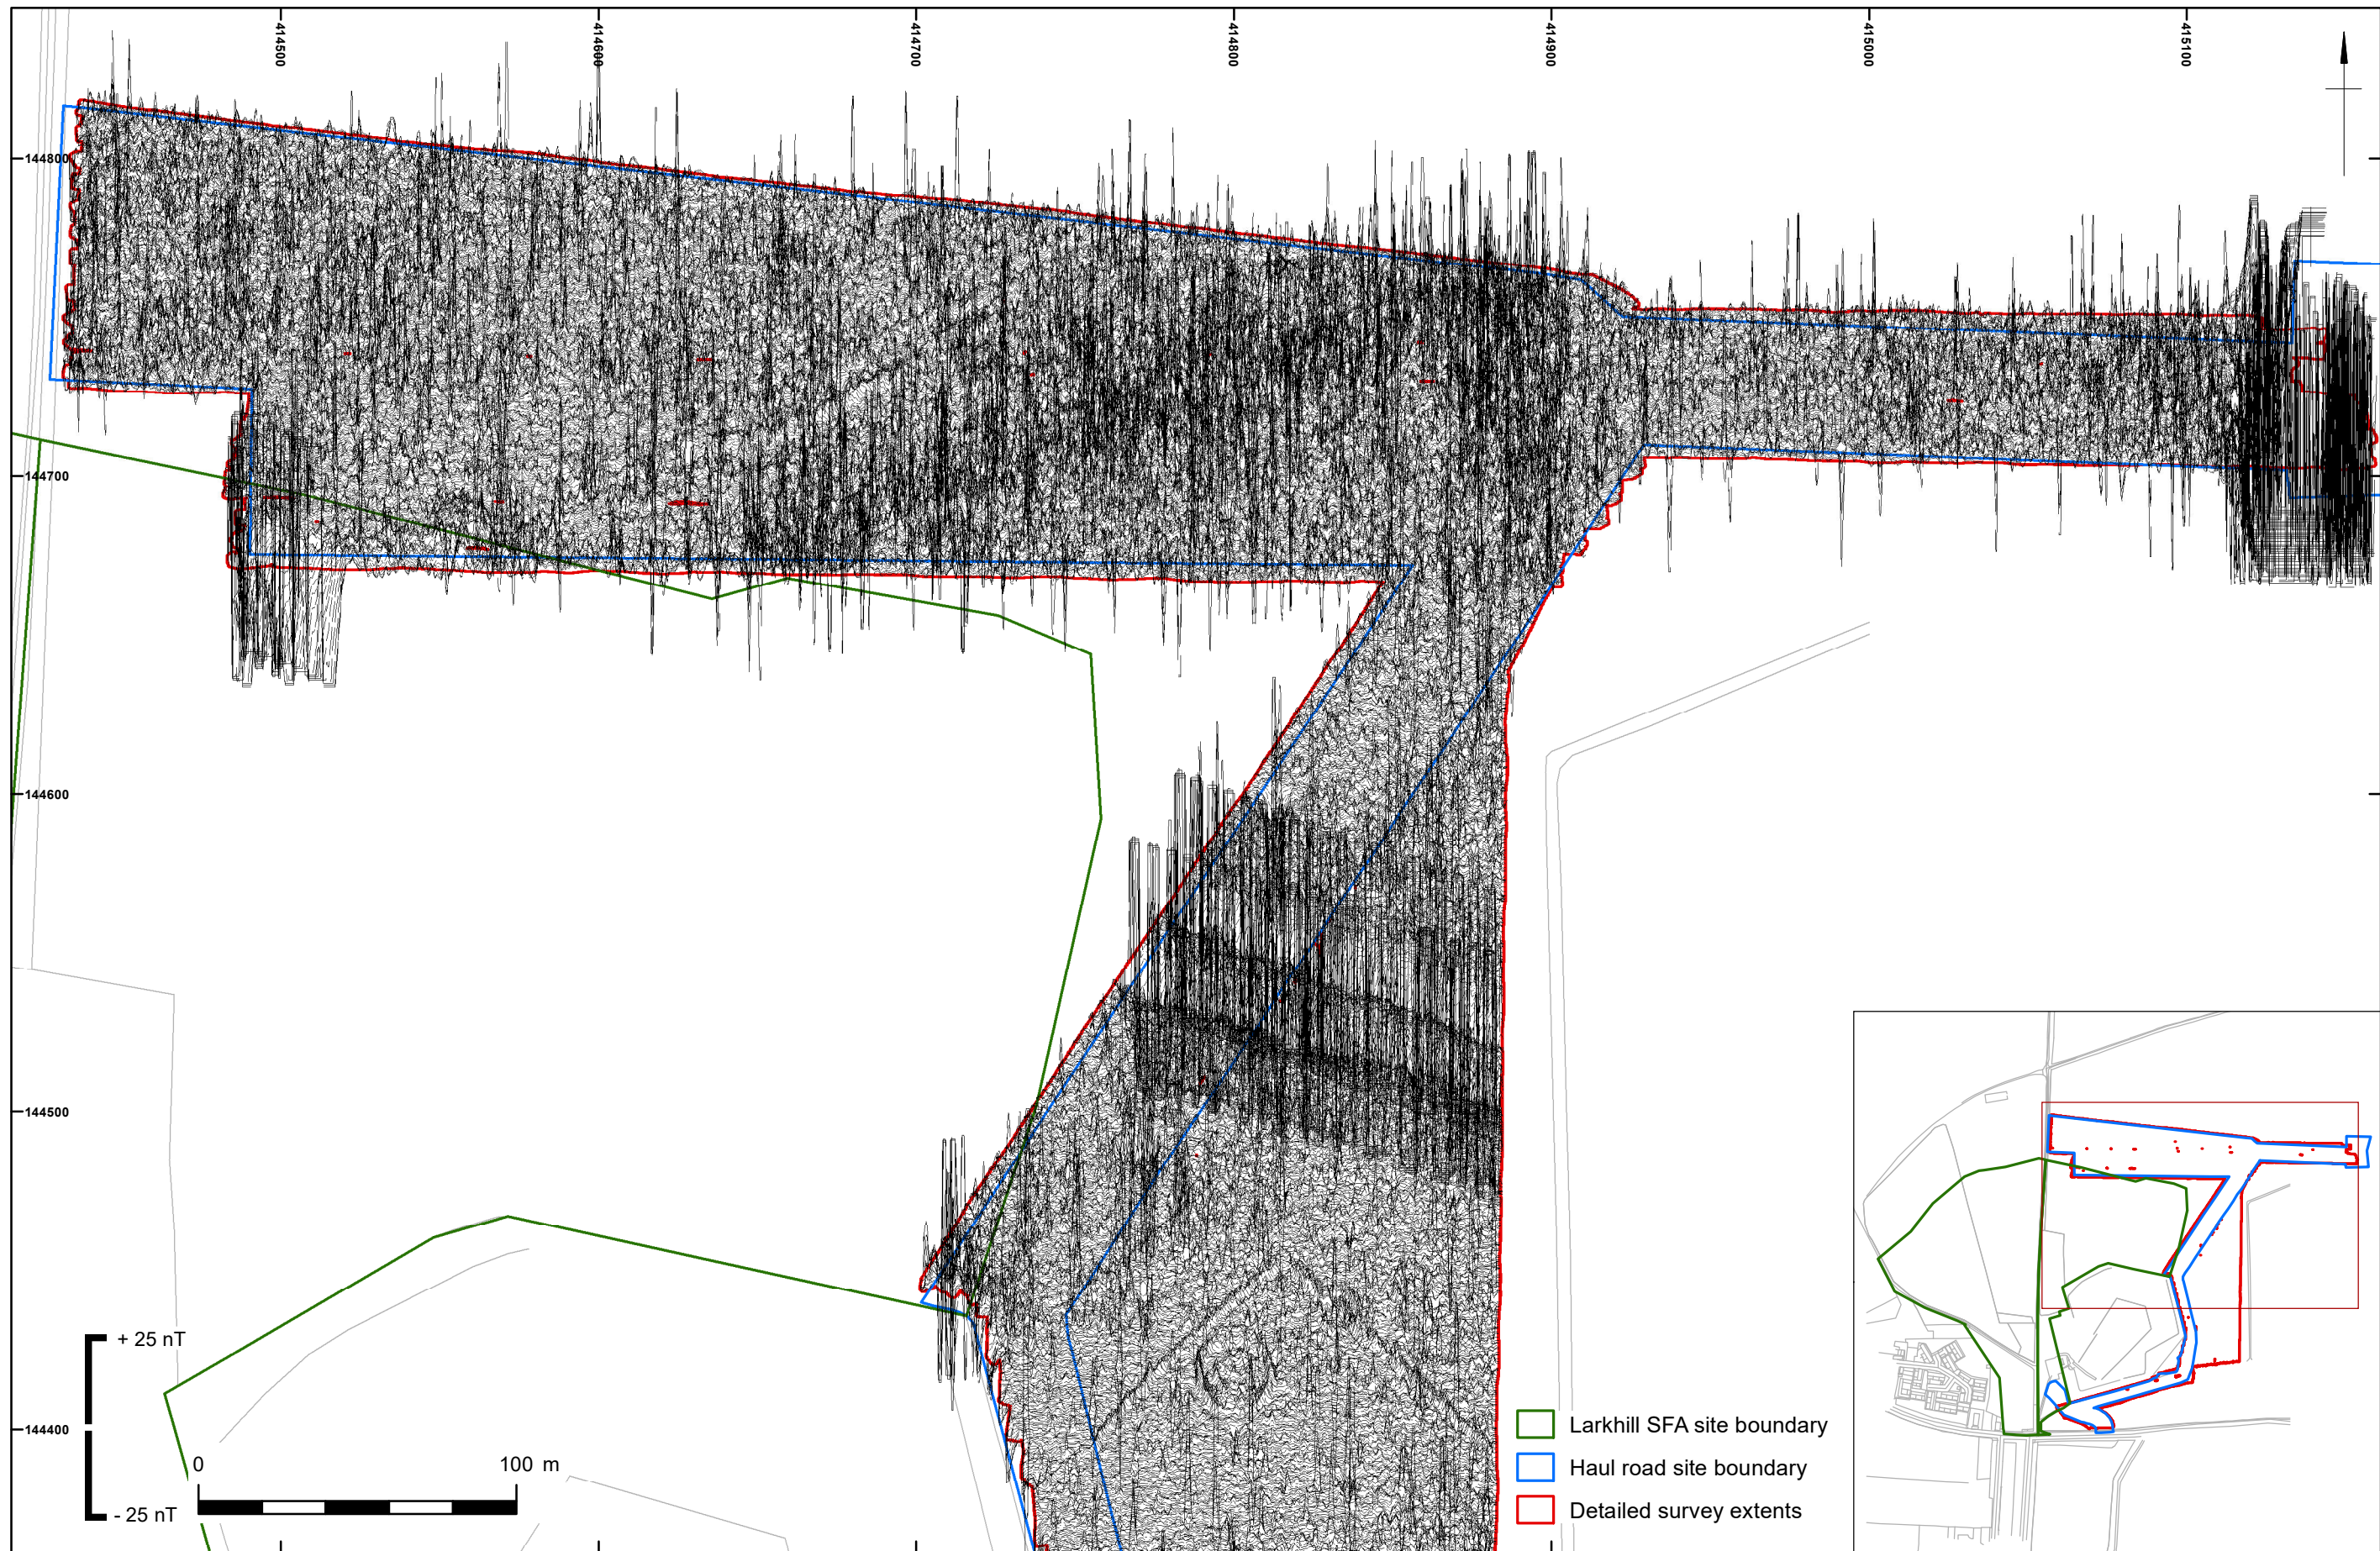 414500
414600
414700
414800
414900
415000
415100
144800
144700
144600
144500
144400
+ 25 nT
- 25 nT
0 100 m
Larkhill SFA site boundary
Haul road site boundary
Detailed survey extents